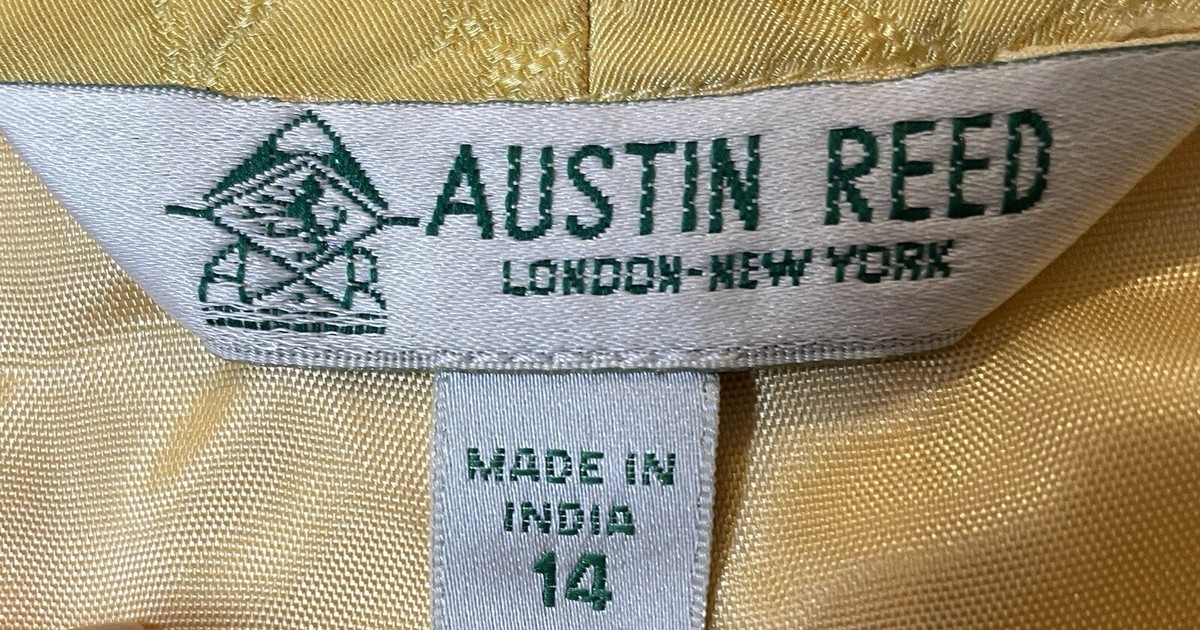 AUSTIN REED
LONDON-NEW YORK
MADE IN
INDIA
14